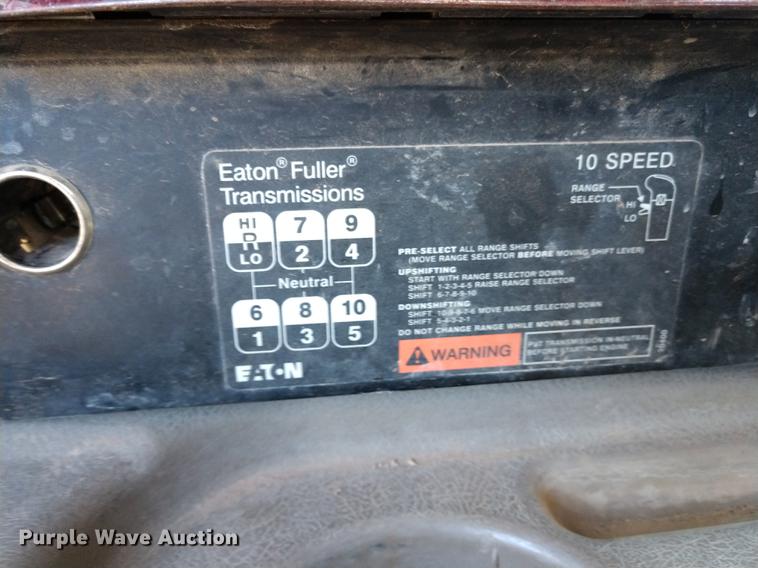 Eaton® Fuller®
Transmissions
10 SPEED
RANGE
SELECTOR
HI
LO
HI
R
LO
7
2
9
4
Neutral
6
1
8
3
10
5
PRE-SELECT ALL RANGE SHIFTS
(MOVE RANGE SELECTOR BEFORE MOVING SHIFT LEVER)
UPSHIFTING
START WITH RANGE SELECTOR DOWN
SHIFT 1-2-3-4-5 RAISE RANGE SELECTOR
SHIFT 6-7-8-9-10
DOWNSHIFTING
SHIFT 10-9-8-7-6 MOVE RANGE SELECTOR DOWN
SHIFT 5-4-3-2-1
DO NOT CHANGE RANGE WHILE MOVING IN REVERSE
WARNING
PUT TRANSMISSION IN NEUTRAL
BEFORE STARTING ENGINE
EATON
Purple Wave Auction